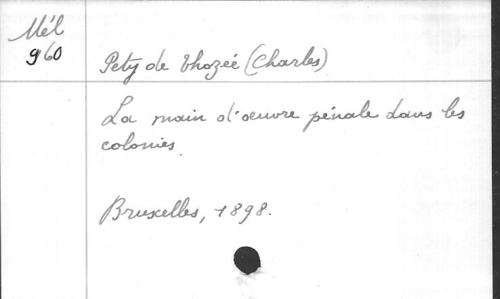 Mél
960
Pety de Thozée (Charles)
La main d'oeuvre pénale dans les
colonies.
Bruxelles, 1898.